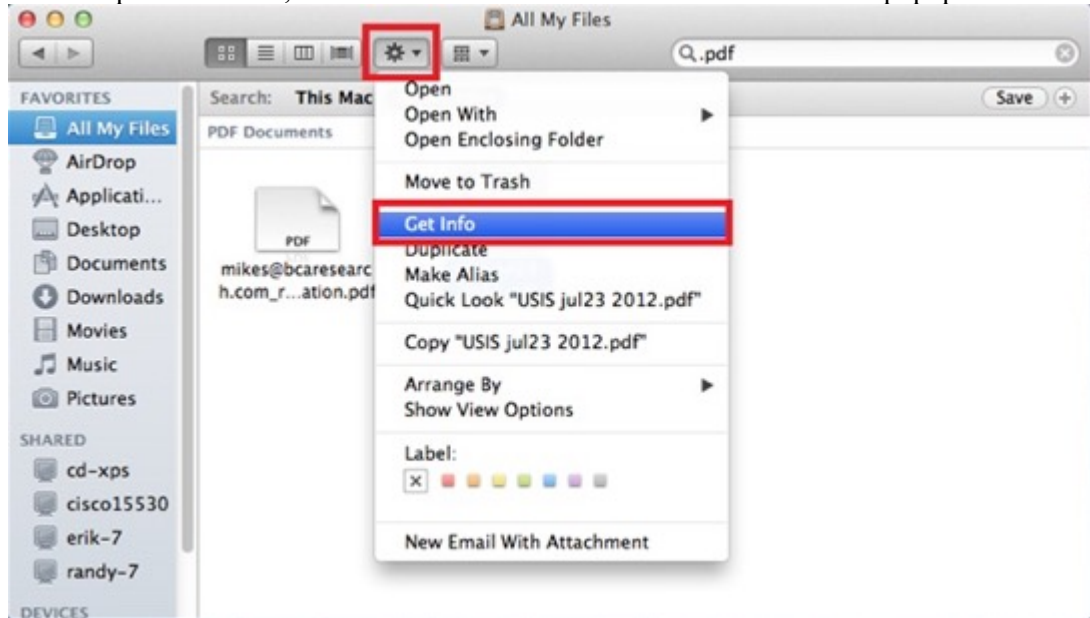 All My Files
.pdf
FAVORITES
Search: This Mac
Save
All My Files
PDF Documents
AirDrop
Applicati...
Desktop
Documents
Downloads
Movies
Music
Pictures
SHARED
cd-xps
cisco15530
erik-7
randy-7
DEVICES
PDF
mikes@bcaresearc
h.com_r...ation.pdf
Open
Open With
Open Enclosing Folder
Move to Trash
Get Info
Duplicate
Make Alias
Quick Look "USIS jul23 2012.pdf"
Copy "USIS jul23 2012.pdf"
Arrange By
Show View Options
Label:
New Email With Attachment